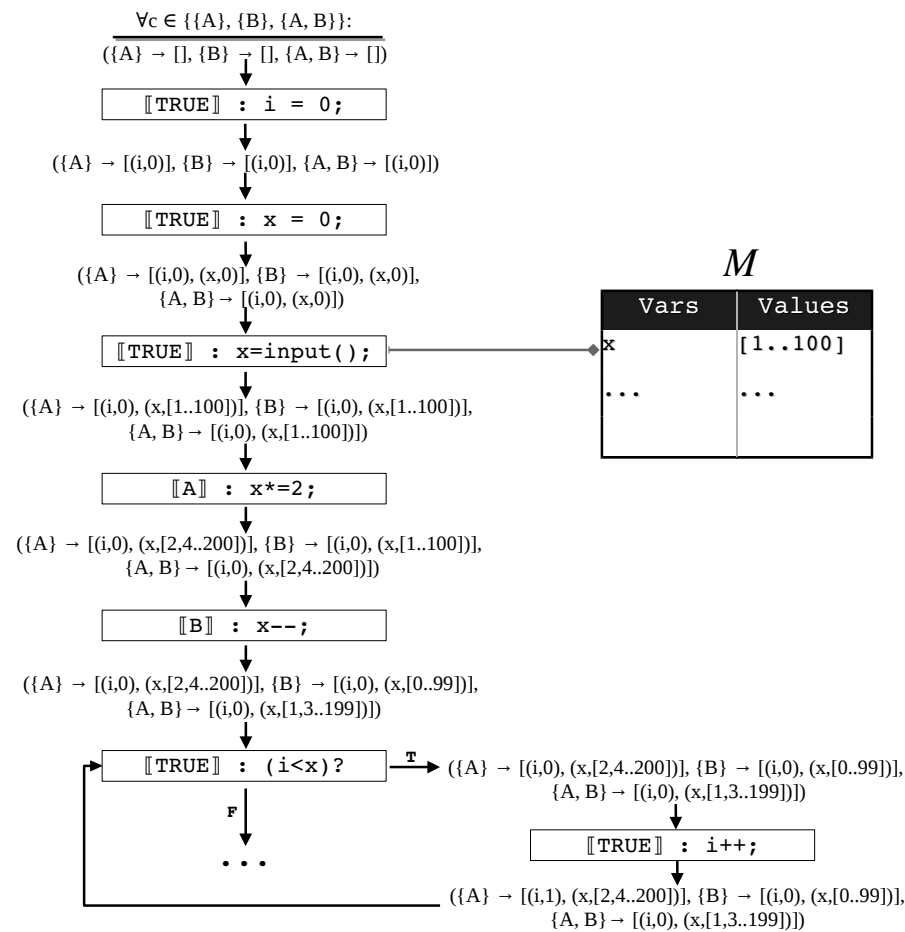 ∀c ∈ {{A}, {B}, {A, B}}:
({A} → [], {B} → [], {A, B} → [])
⟦TRUE⟧ : i = 0;
({A} → [(i,0)], {B} → [(i,0)], {A, B} → [(i,0)])
⟦TRUE⟧ : x = 0;
({A} → [(i,0), (x,0)], {B} → [(i,0), (x,0)],
{A, B} → [(i,0), (x,0)])
M
Vars Values
⟦TRUE⟧ : x=input();
x [1..100]
... ...
({A} → [(i,0), (x,[1..100])], {B} → [(i,0), (x,[1..100])],
{A, B} → [(i,0), (x,[1..100])])
⟦A⟧ : x*=2;
({A} → [(i,0), (x,[2,4..200])], {B} → [(i,0), (x,[1..100])],
{A, B} → [(i,0), (x,[2,4..200])])
⟦B⟧ : x--;
({A} → [(i,0), (x,[2,4..200])], {B} → [(i,0), (x,[0..99])],
{A, B} → [(i,0), (x,[1,3..199])])
⟦TRUE⟧ : (i<x)?
T
({A} → [(i,0), (x,[2,4..200])], {B} → [(i,0), (x,[0..99])],
{A, B} → [(i,0), (x,[1,3..199])])
F
...
⟦TRUE⟧ : i++;
({A} → [(i,1), (x,[2,4..200])], {B} → [(i,0), (x,[0..99])],
{A, B} → [(i,0), (x,[1,3..199])])